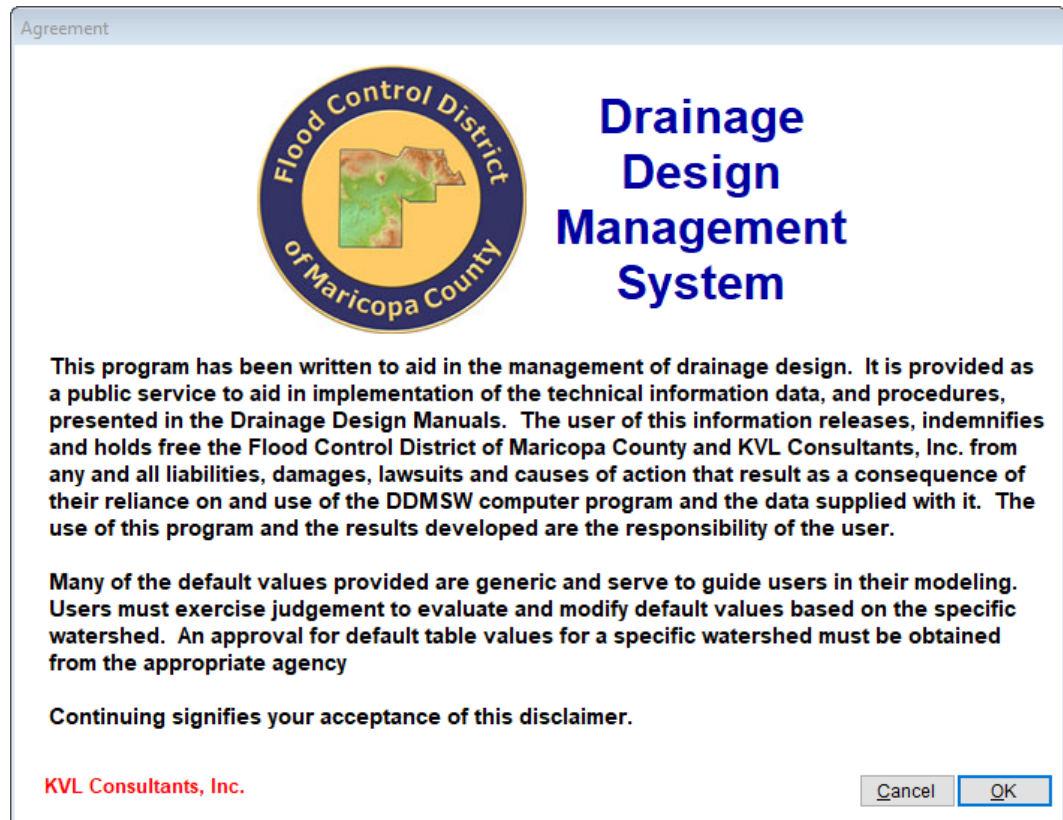 Agreement
Flood Control District
of Maricopa County
Drainage
Design
Management
System
This program has been written to aid in the management of drainage design.  It is provided as
a public service to aid in implementation of the technical information data, and procedures,
presented in the Drainage Design Manuals.  The user of this information releases, indemnifies
and holds free the Flood Control District of Maricopa County and KVL Consultants, Inc. from
any and all liabilities, damages, lawsuits and causes of action that result as a consequence of
their reliance on and use of the DDMSW computer program and the data supplied with it.  The
use of this program and the results developed are the responsibility of the user.
Many of the default values provided are generic and serve to guide users in their modeling.
Users must exercise judgement to evaluate and modify default values based on the specific
watershed.  An approval for default table values for a specific watershed must be obtained
from the appropriate agency
Continuing signifies your acceptance of this disclaimer.
KVL Consultants, Inc.
Cancel OK